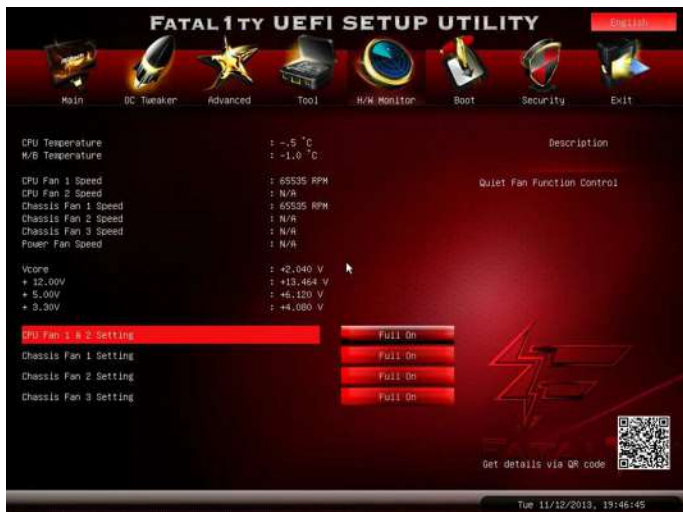 FATAL1TY UEFI SETUP UTILITY
English
Main OC Tweaker Advanced Tool H/W Monitor Boot Security Exit
CPU Temperature : -.5 °C
M/B Temperature : -1.0 °C
Description
CPU Fan 1 Speed : 65535 RPM
Quiet Fan Function Control
CPU Fan 2 Speed : N/A
Chassis Fan 1 Speed : 65535 RPM
Chassis Fan 2 Speed : N/A
Chassis Fan 3 Speed : N/A
Power Fan Speed : N/A
Vcore : +2.040 V
+ 12.00V : +13.464 V
+ 5.00V : +6.120 V
+ 3.30V : +4.080 V
CPU Fan 1 & 2 Setting Full On
Chassis Fan 1 Setting Full On
Chassis Fan 2 Setting Full On
Chassis Fan 3 Setting Full On
Get details via QR code
Tue 11/12/2013, 19:46:45